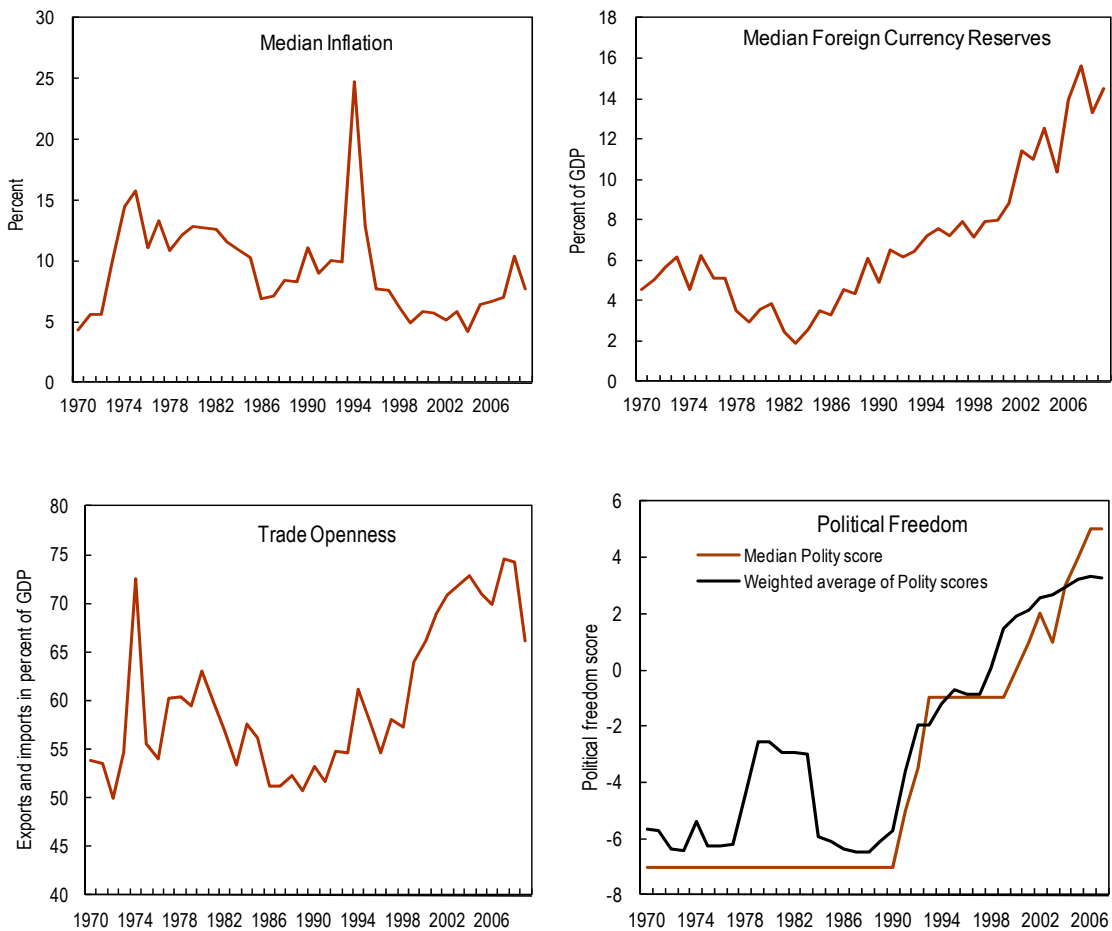 Median Inflation
Percent
30
25
20
15
10
5
0
1970 1974 1978 1982 1986 1990 1994 1998 2002 2006
Median Foreign Currency Reserves
Percent of GDP
18
16
14
12
10
8
6
4
2
0
1970 1974 1978 1982 1986 1990 1994 1998 2002 2006
Trade Openness
Exports and imports in percent of GDP
80
75
70
65
60
55
50
45
40
1970 1974 1978 1982 1986 1990 1994 1998 2002 2006
Political Freedom
Median Polity score
Weighted average of Polity scores
Political freedom score
6
4
2
0
-2
-4
-6
-8
1970 1974 1978 1982 1986 1990 1994 1998 2002 2006